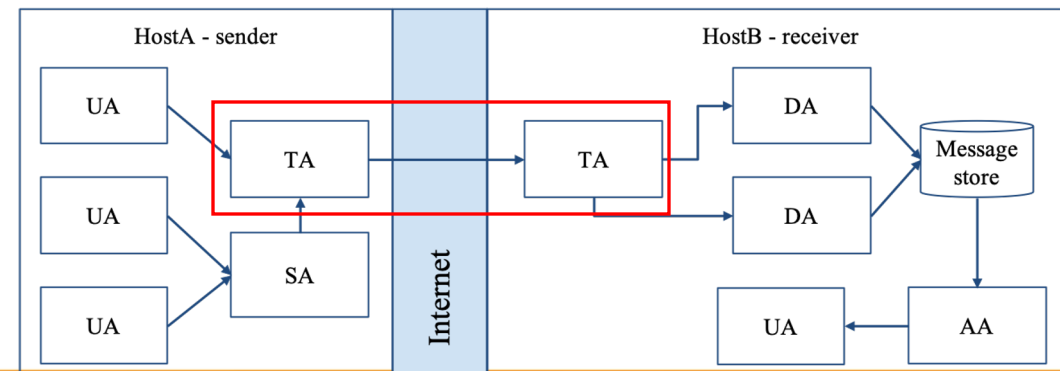 HostA - sender
HostB - receiver
UA
TA
TA
DA
Message
store
UA
DA
SA
UA
Internet
UA
AA